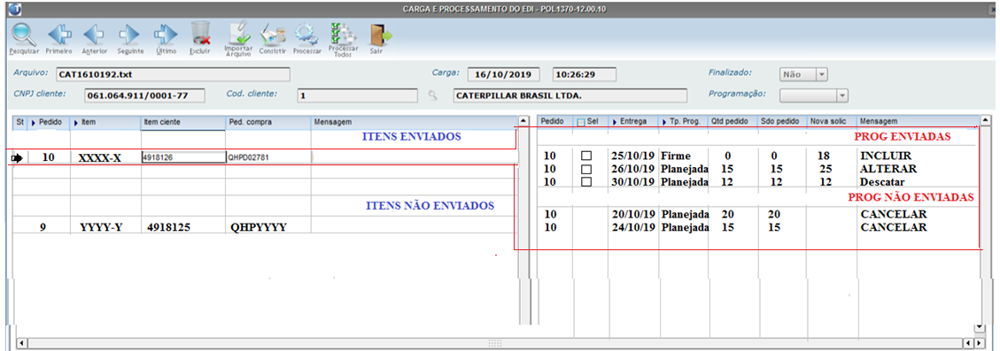 CARGA E PROCESSAMENTO DO EDI - POL1370-12.00.10
Pesquisar Primeiro Anterior Seguinte Último Excluir Importar Arquivo Consistir Processar Processar Todos Sair
Arquivo: CAT1610192.txt Carga: 16/10/2019 10:26:29 Finalizado: Não
CNPJ cliente: 061.064.911/0001-77 Cod. cliente: 1 CATERPILLAR BRASIL LTDA. Programação:
St Pedido Item Item ciente Ped. compra Mensagem
ITENS ENVIADOS
10 XXXX-X 4918126 QHPD02781
ITENS NÃO ENVIADOS
9 YYYY-Y 4918125 QHPYYYY
Pedido Sel Entrega Tp. Prog. Qtd pedido Sdo pedido Nova solic Mensagem
PROG ENVIADAS
10 25/10/19 Firme 0 0 18 INCLUIR
10 26/10/19 Planejada 15 15 25 ALTERAR
10 30/10/19 Planejada 12 12 12 Descatar
PROG NÃO ENVIADAS
10 20/10/19 Planejada 20 20 CANCELAR
10 24/10/19 Planejada 15 15 CANCELAR